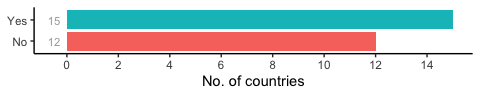 Yes 15
No 12
0 2 4 6 8 10 12 14
No. of countries